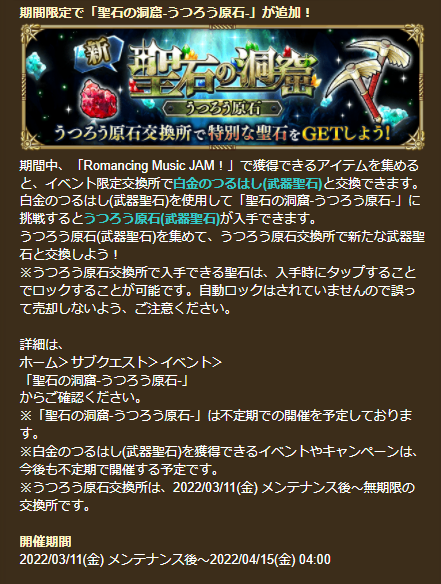 期間限定で「聖石の洞窟-うつろう原石-」が追加！
新
聖石の洞窟
うつろう原石
うつろう原石交換所で特別な聖石をGETしよう!
期間中、「Romancing Music JAM！」で獲得できるアイテムを集める
と、イベント限定交換所で白金のつるはし(武器聖石)と交換できます。
白金のつるはし(武器聖石)を使用して「聖石の洞窟-うつろう原石-」に
挑戦するとうつろう原石(武器聖石)が入手できます。
うつろう原石(武器聖石)を集めて、うつろう原石交換所で新たな武器聖
石と交換しよう！
※うつろう原石交換所で入手できる聖石は、入手時にタップすること
でロックすることが可能です。自動ロックはされていませんので誤っ
て売却しないよう、ご注意ください。
詳細は、
ホーム＞サブクエスト＞イベント＞
「聖石の洞窟-うつろう原石-」
からご確認ください。
※「聖石の洞窟-うつろう原石-」は不定期での開催を予定しておりま
す。
※白金のつるはし(武器聖石)を獲得できるイベントやキャンペーンは、
今後も不定期で開催する予定です。
※うつろう原石交換所は、2022/03/11(金) メンテナンス後～無期限の
交換所です。
開催期間
2022/03/11(金) メンテナンス後～2022/04/15(金) 04:00